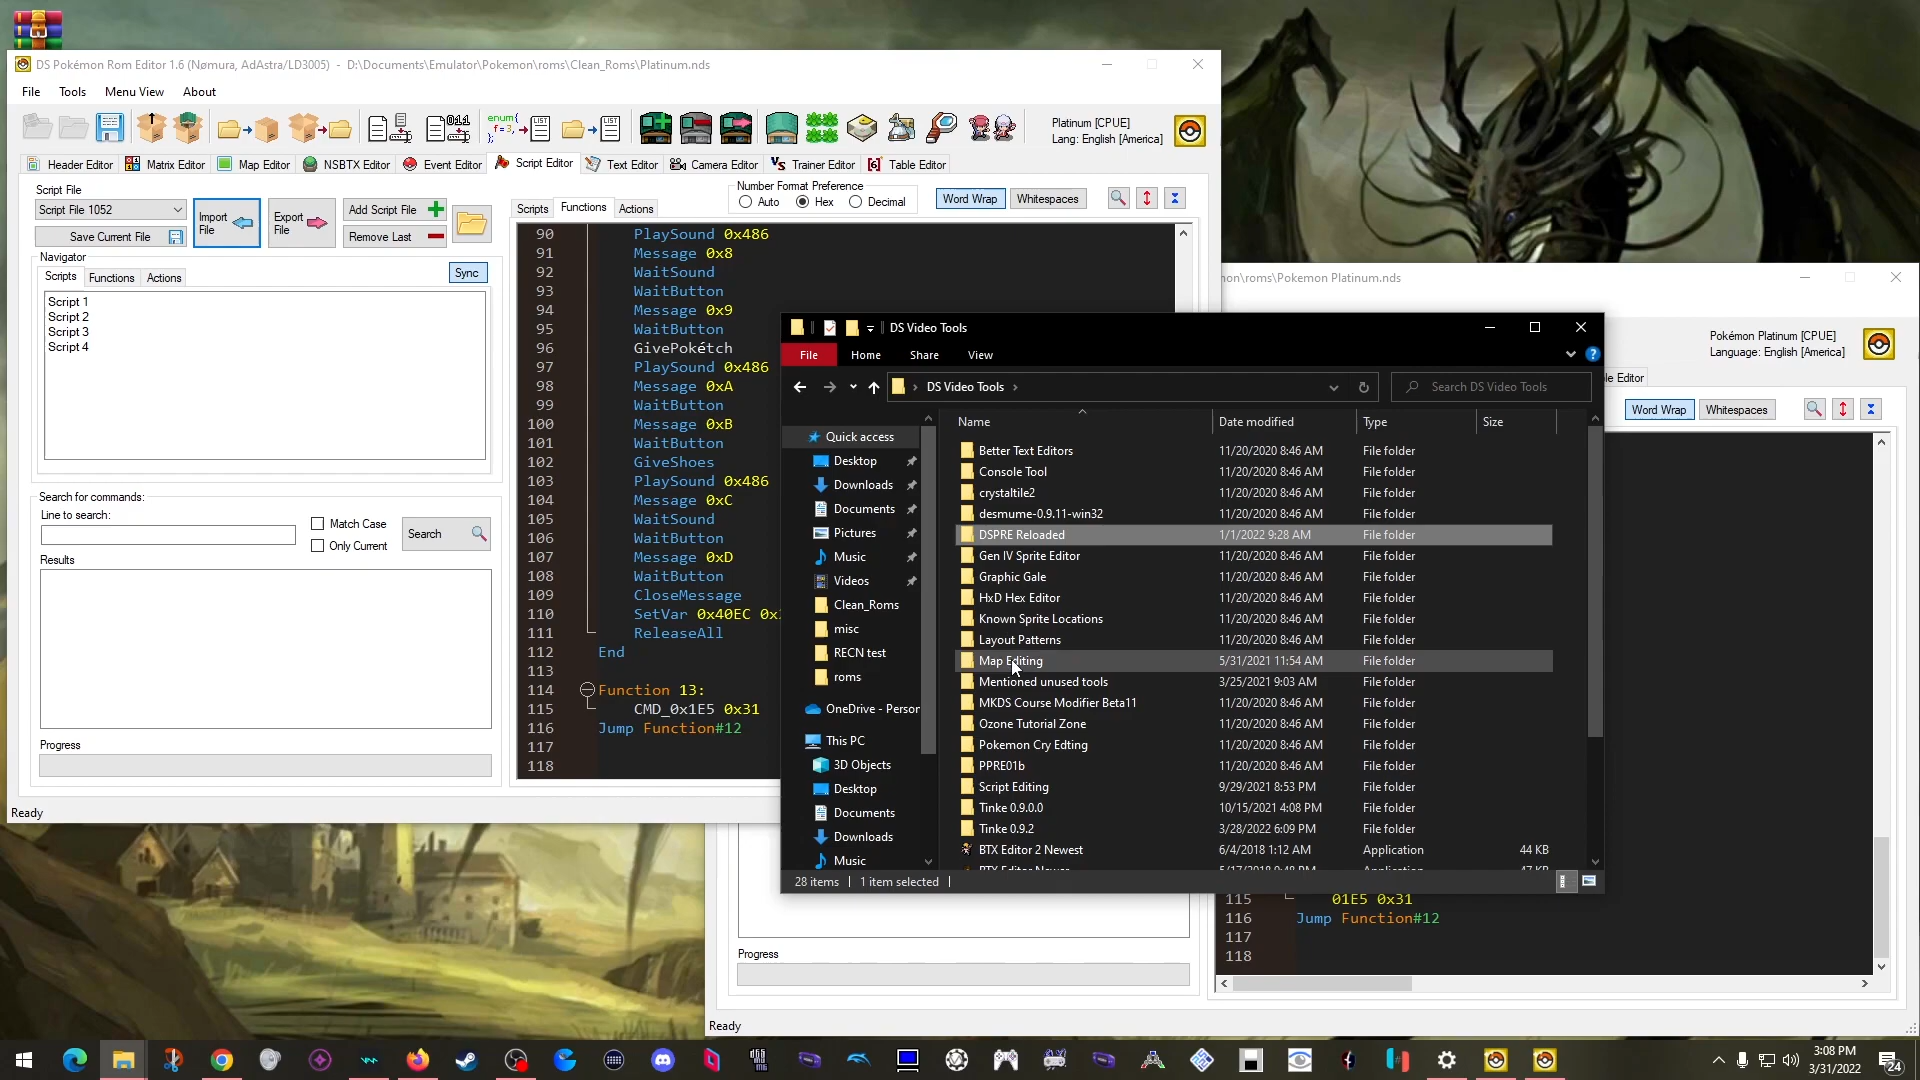 DS Pokémon Rom Editor 1.6 (Nømura, AdAstra/LD3005) - D:\Documents\Emulator\Pokemon\roms\Clean_Roms\Platinum.nds
File Tools Menu View About
Platinum [CPUE]
Lang: English [America]
Header Editor Matrix Editor Map Editor NSBTX Editor Event Editor Script Editor Text Editor Camera Editor Trainer Editor Table Editor
Script File
Script File 1052
Save Current File
Import File
Export File
Add Script File
Remove Last
Navigator
Scripts Functions Actions
Sync
Script 1
Script 2
Script 3
Script 4
Search for commands:
Line to search:
Match Case
Only Current
Search
Results
Progress
Ready
Scripts Functions Actions
Number Format Preference
Auto Hex Decimal
Word Wrap Whitespaces
90 PlaySound 0x486
91 Message 0x8
92 WaitSound
93 WaitButton
94 Message 0x9
95 WaitButton
96 GivePokétch
97 PlaySound 0x486
98 Message 0xA
99 WaitButton
100 Message 0xB
101 WaitButton
102 GiveShoes
103 PlaySound 0x486
104 Message 0xC
105 WaitSound
106 WaitButton
107 Message 0xD
108 WaitButton
109 CloseMessage
110 SetVar 0x40EC
111 ReleaseAll
112 End
113
114 Function 13:
115 CMD_0x1E5 0x31
116 Jump Function#12
117
118
DS Video Tools
File Home Share View
DS Video Tools
Search DS Video Tools
Quick access
Desktop
Downloads
Documents
Pictures
Music
Videos
Clean_Roms
misc
RECN test
roms
OneDrive - Person
This PC
3D Objects
Desktop
Documents
Downloads
Music
Name Date modified Type Size
Better Text Editors 11/20/2020 8:46 AM File folder
Console Tool 11/20/2020 8:46 AM File folder
crystaltile2 11/20/2020 8:46 AM File folder
desmume-0.9.11-win32 11/20/2020 8:46 AM File folder
DSPRE Reloaded 1/1/2022 9:28 AM File folder
Gen IV Sprite Editor 11/20/2020 8:46 AM File folder
Graphic Gale 11/20/2020 8:46 AM File folder
HxD Hex Editor 11/20/2020 8:46 AM File folder
Known Sprite Locations 11/20/2020 8:46 AM File folder
Layout Patterns 11/20/2020 8:46 AM File folder
Map Editing 5/31/2021 11:54 AM File folder
Mentioned unused tools 3/25/2021 9:03 AM File folder
MKDS Course Modifier Beta11 11/20/2020 8:46 AM File folder
Ozone Tutorial Zone 11/20/2020 8:46 AM File folder
Pokemon Cry Edting 11/20/2020 8:46 AM File folder
PPRE01b 11/20/2020 8:46 AM File folder
Script Editing 9/29/2021 8:53 PM File folder
Tinke 0.9.0.0 10/15/2021 4:08 PM File folder
Tinke 0.9.2 3/28/2022 6:09 PM File folder
BTX Editor 2 Newest 6/4/2018 1:12 AM Application 44 KB
28 items 1 item selected
mon\roms\Pokemon Platinum.nds
Pokémon Platinum [CPUE]
Language: English [America]
ble Editor
Word Wrap Whitespaces
115 01E5 0x31
116 Jump Function#12
117
118
Progress
Ready
3:08 PM
3/31/2022
24